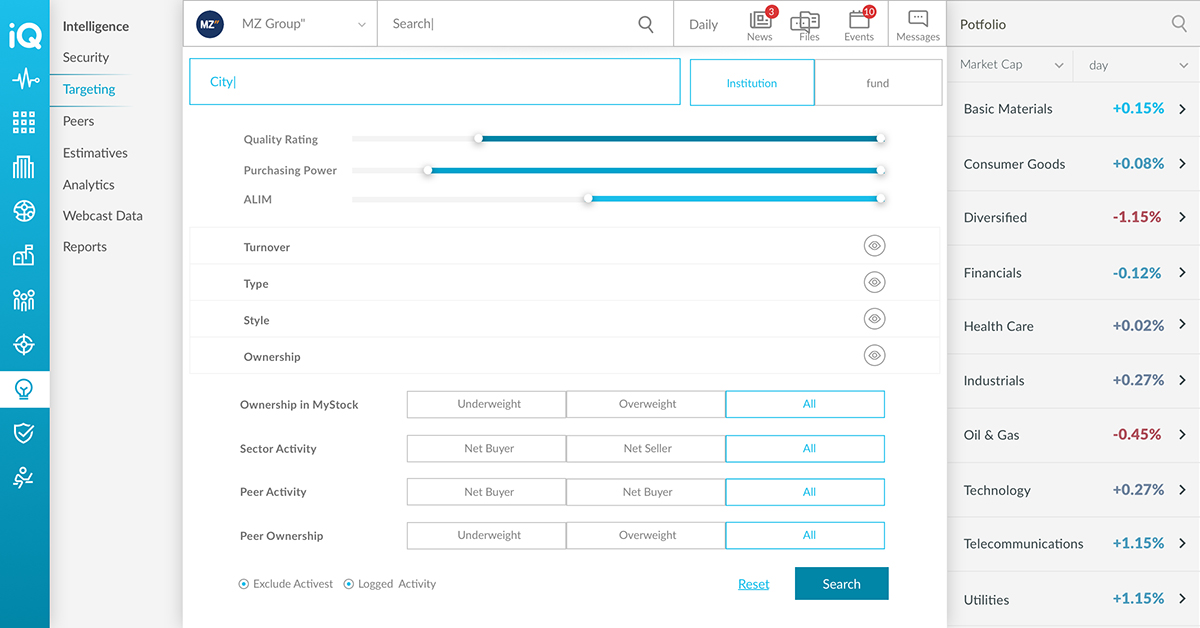 iQ
Intelligence
Security
Targeting
Peers
Estimatives
Analytics
Webcast Data
Reports
MZ
MZ Group"
Search|
Daily
3
News
Files
10
Events
Messages
City|
Institution
fund
Quality Rating
Purchasing Power
ALIM
Turnover
Type
Style
Ownership
Ownership in MyStock
Underweight
Overweight
All
Sector Activity
Net Buyer
Net Seller
All
Peer Activity
Net Buyer
Net Buyer
All
Peer Ownership
Underweight
Overweight
All
Exclude Activest
Logged Activity
Reset
Search
Potfolio
Market Cap
day
Basic Materials +0.15%
Consumer Goods +0.08%
Diversified -1.15%
Financials -0.12%
Health Care +0.02%
Industrials +0.27%
Oil & Gas -0.45%
Technology +0.27%
Telecommunications +1.15%
Utilities +1.15%